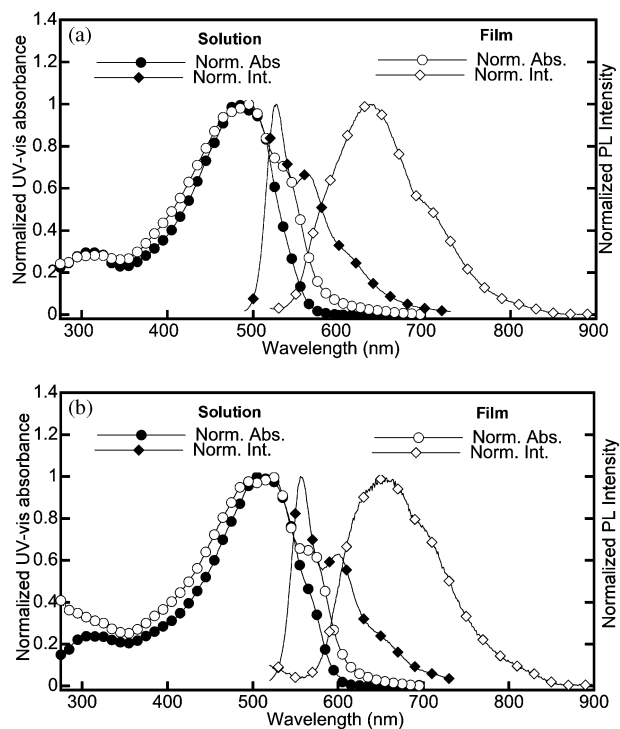 (a)
Solution
Norm. Abs
Norm. Int.
Film
Norm. Abs.
Norm. Int.
Normalized UV-vis absorbance
1.4
1.2
1
0.8
0.6
0.4
0.2
0
300 400 500 600 700 800 900
Wavelength (nm)
Normalized PL Intensity
(b)
Solution
Norm. Abs.
Norm. Int.
Film
Norm. Abs.
Norm. Int.
Normalized UV-vis absorbance
1.4
1.2
1
0.8
0.6
0.4
0.2
0
300 400 500 600 700 800 900
Wavelength (nm)
Normalized PL Intensity